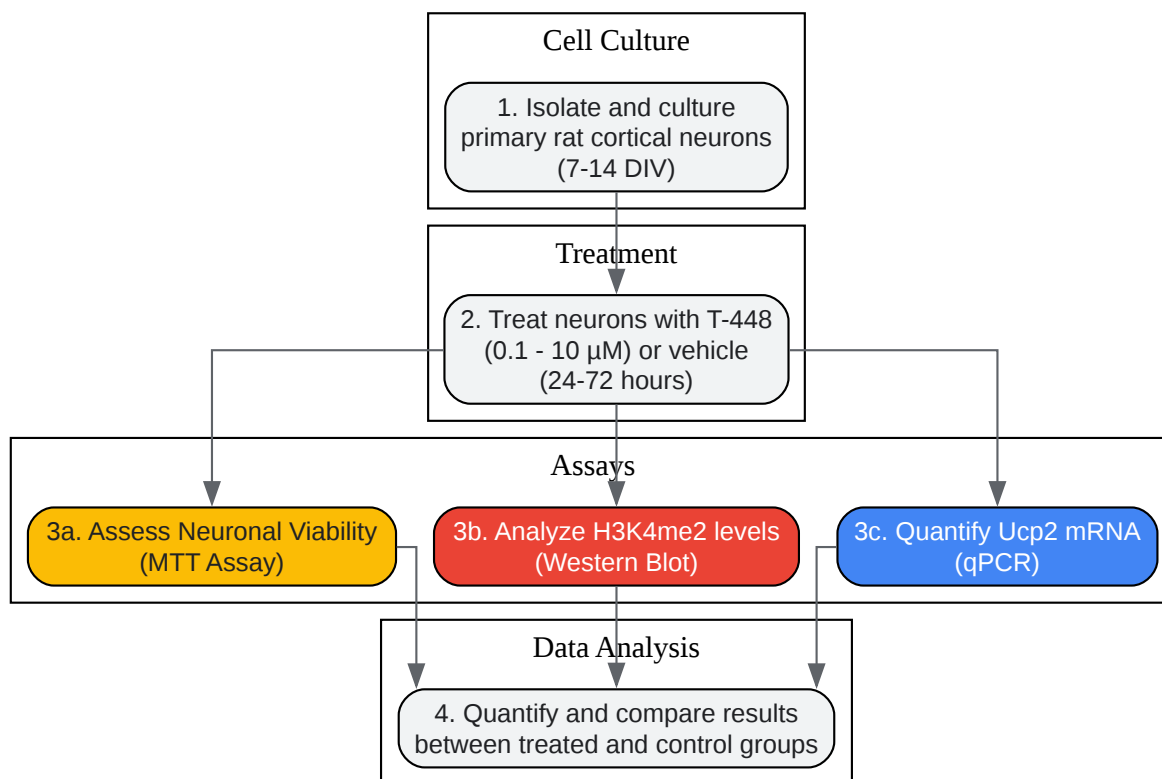 Cell Culture
1. Isolate and culture
primary rat cortical neurons
(7-14 DIV)
Treatment
2. Treat neurons with T-448
(0.1 - 10 µM) or vehicle
(24-72 hours)
Assays
3a. Assess Neuronal Viability
(MTT Assay)
3b. Analyze H3K4me2 levels
(Western Blot)
3c. Quantify Ucp2 mRNA
(qPCR)
Data Analysis
4. Quantify and compare results
between treated and control groups